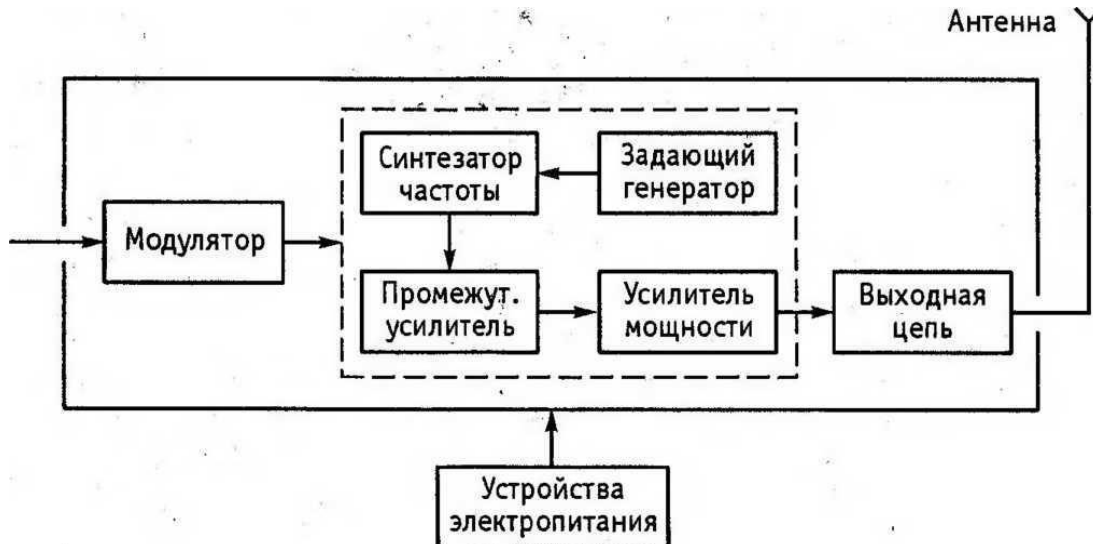 Антенна
Синтезатор
частоты
Задающий
генератор
Модулятор
Промежут.
усилитель
Усилитель
мощности
Выходная
цепь
Устройства
электропитания